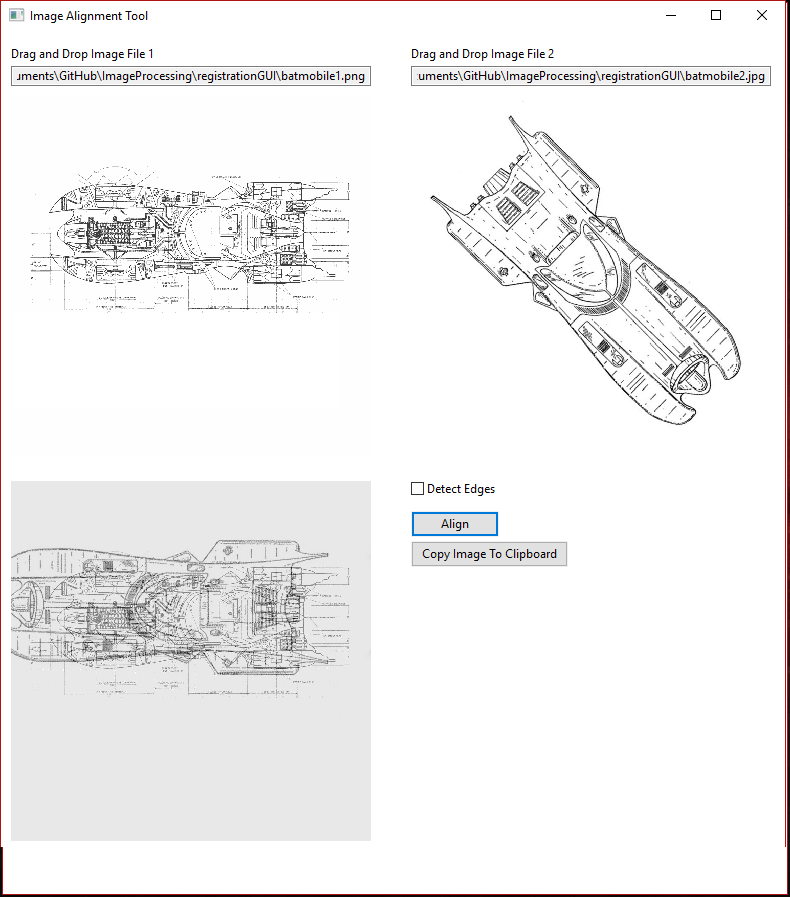 Image Alignment Tool
Drag and Drop Image File 1
Drag and Drop Image File 2
uments\GitHub\ImageProcessing\registrationGUI\batmobile1.png
uments\GitHub\ImageProcessing\registrationGUI\batmobile2.jpg
Detect Edges
Align
Copy Image To Clipboard